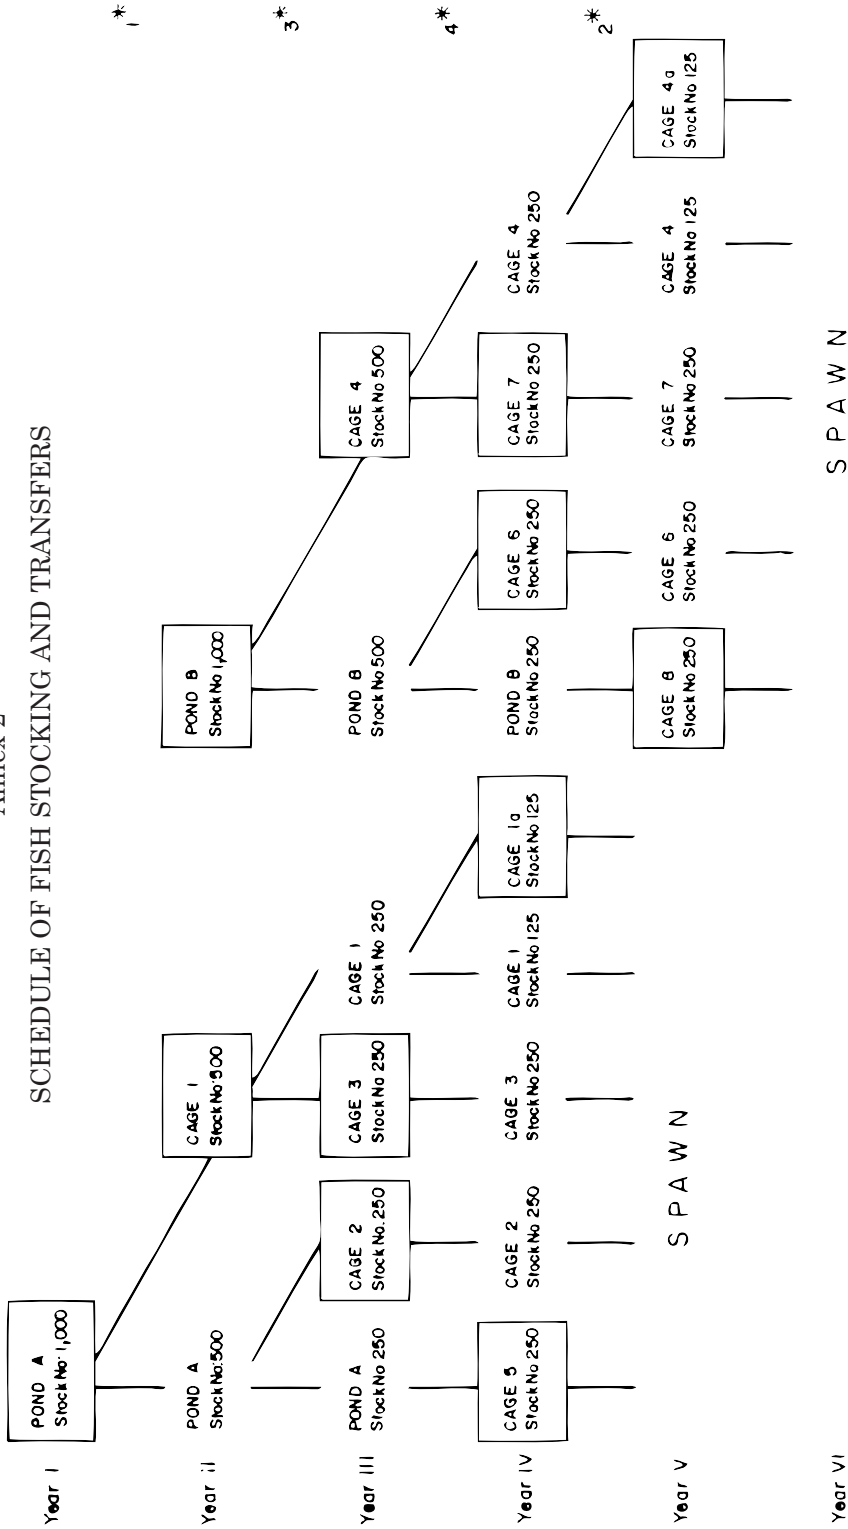 Annex 2
SCHEDULE OF FISH STOCKING AND TRANSFERS
Year I
POND A
Stock No. 1,000
1*
Year II
POND A
Stock No. 500
CAGE 1
Stock No. 500
POND B
Stock No 1,000
3*
Year III
POND A
Stock No 250
CAGE 2
Stock No. 250
CAGE 3
Stock No 250
CAGE 1
Stock No 250
POND B
Stock No 500
CAGE 4
Stock No 500
4*
Year IV
CAGE 5
Stock No 250
CAGE 2
Stock No 250
CAGE 3
Stock No 250
CAGE 1
Stock No 125
CAGE 1a
Stock No 125
POND B
Stock No 250
CAGE 6
Stock No 250
CAGE 7
Stock No 250
CAGE 4
Stock No 250
2*
Year V
SPAWN
CAGE 8
Stock No 250
CAGE 6
Stock No 250
CAGE 7
Stock No 250
CAGE 4
Stock No 125
CAGE 4a
Stock No 125
Year VI
SPAWN